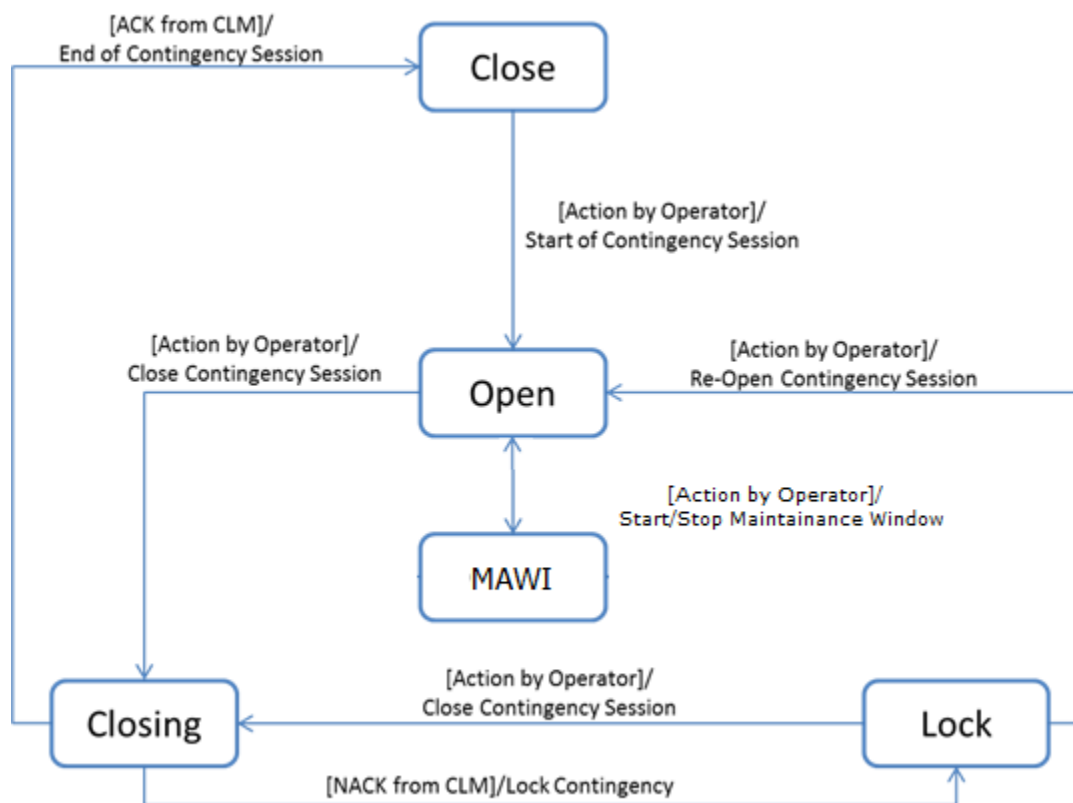 [ACK from CLM]/
End of Contingency Session
Close
[Action by Operator]/
Start of Contingency Session
[Action by Operator]/
Close Contingency Session
Open
[Action by Operator]/
Re-Open Contingency Session
[Action by Operator]/
Start/Stop Maintainance Window
MAWI
Closing
[Action by Operator]/
Close Contingency Session
Lock
[NACK from CLM]/Lock Contingency